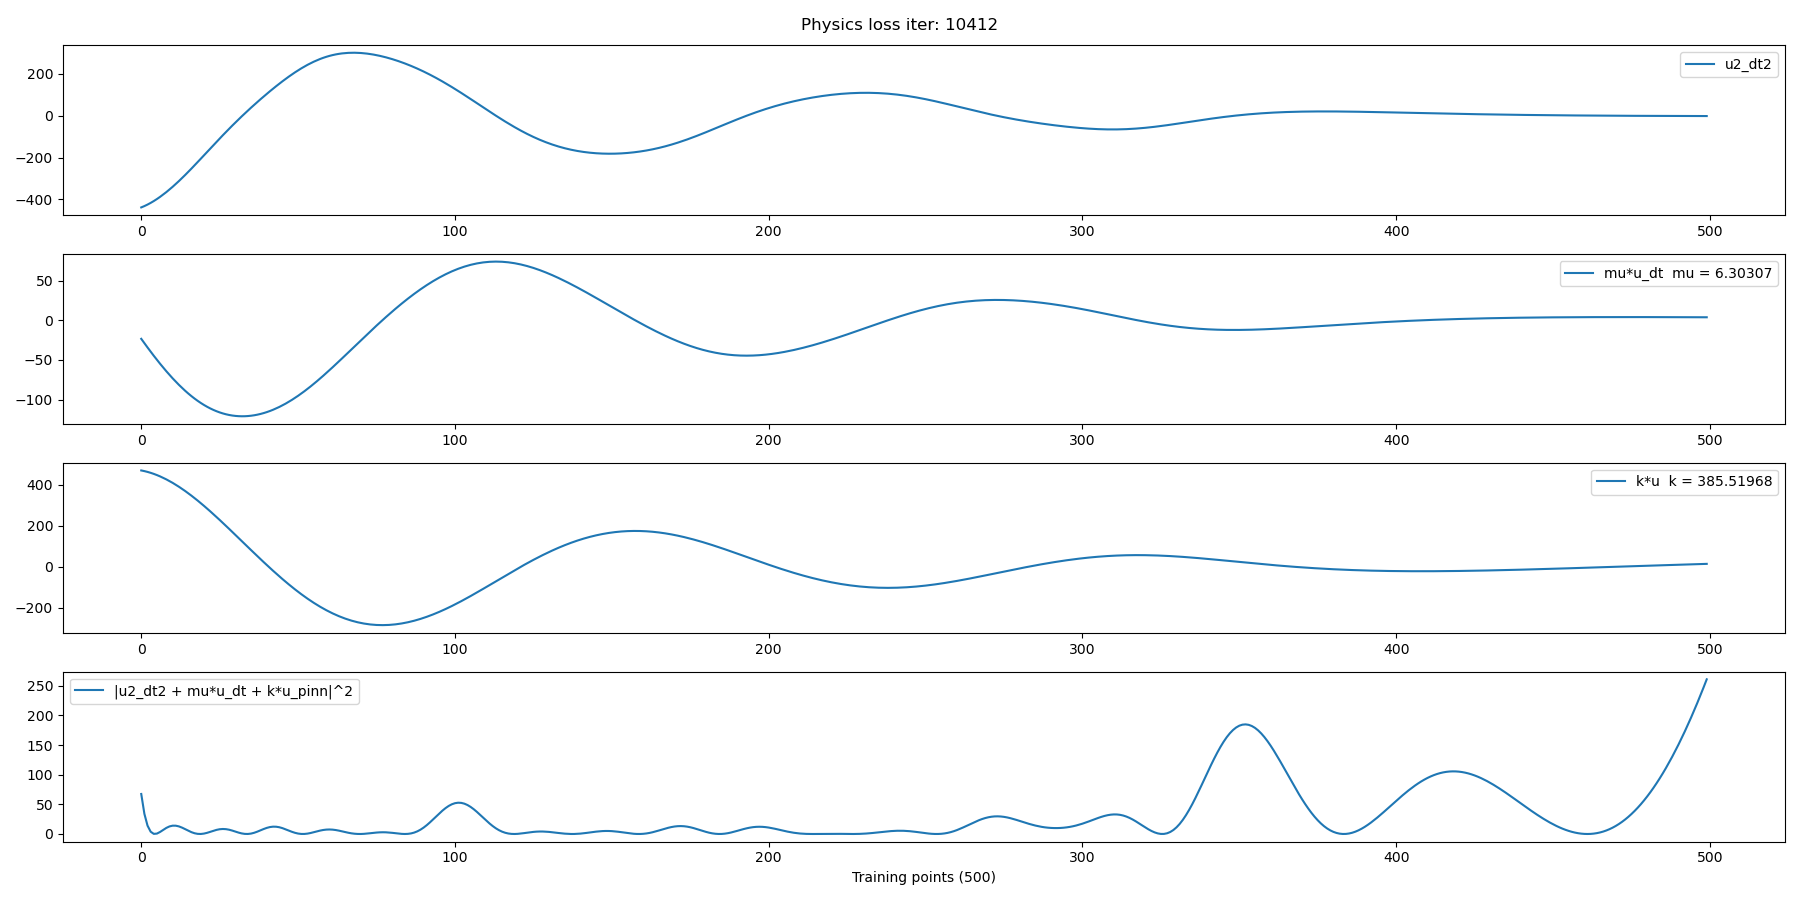 Physics loss iter: 10412
200
0
−200
−400
u2_dt2
0 100 200 300 400 500
50
0
−50
−100
mu*u_dt  mu = 6.30307
0 100 200 300 400 500
400
200
0
−200
k*u  k = 385.51968
0 100 200 300 400 500
250
200
150
100
50
0
|u2_dt2 + mu*u_dt + k*u_pinn|^2
0 100 200 300 400 500
Training points (500)